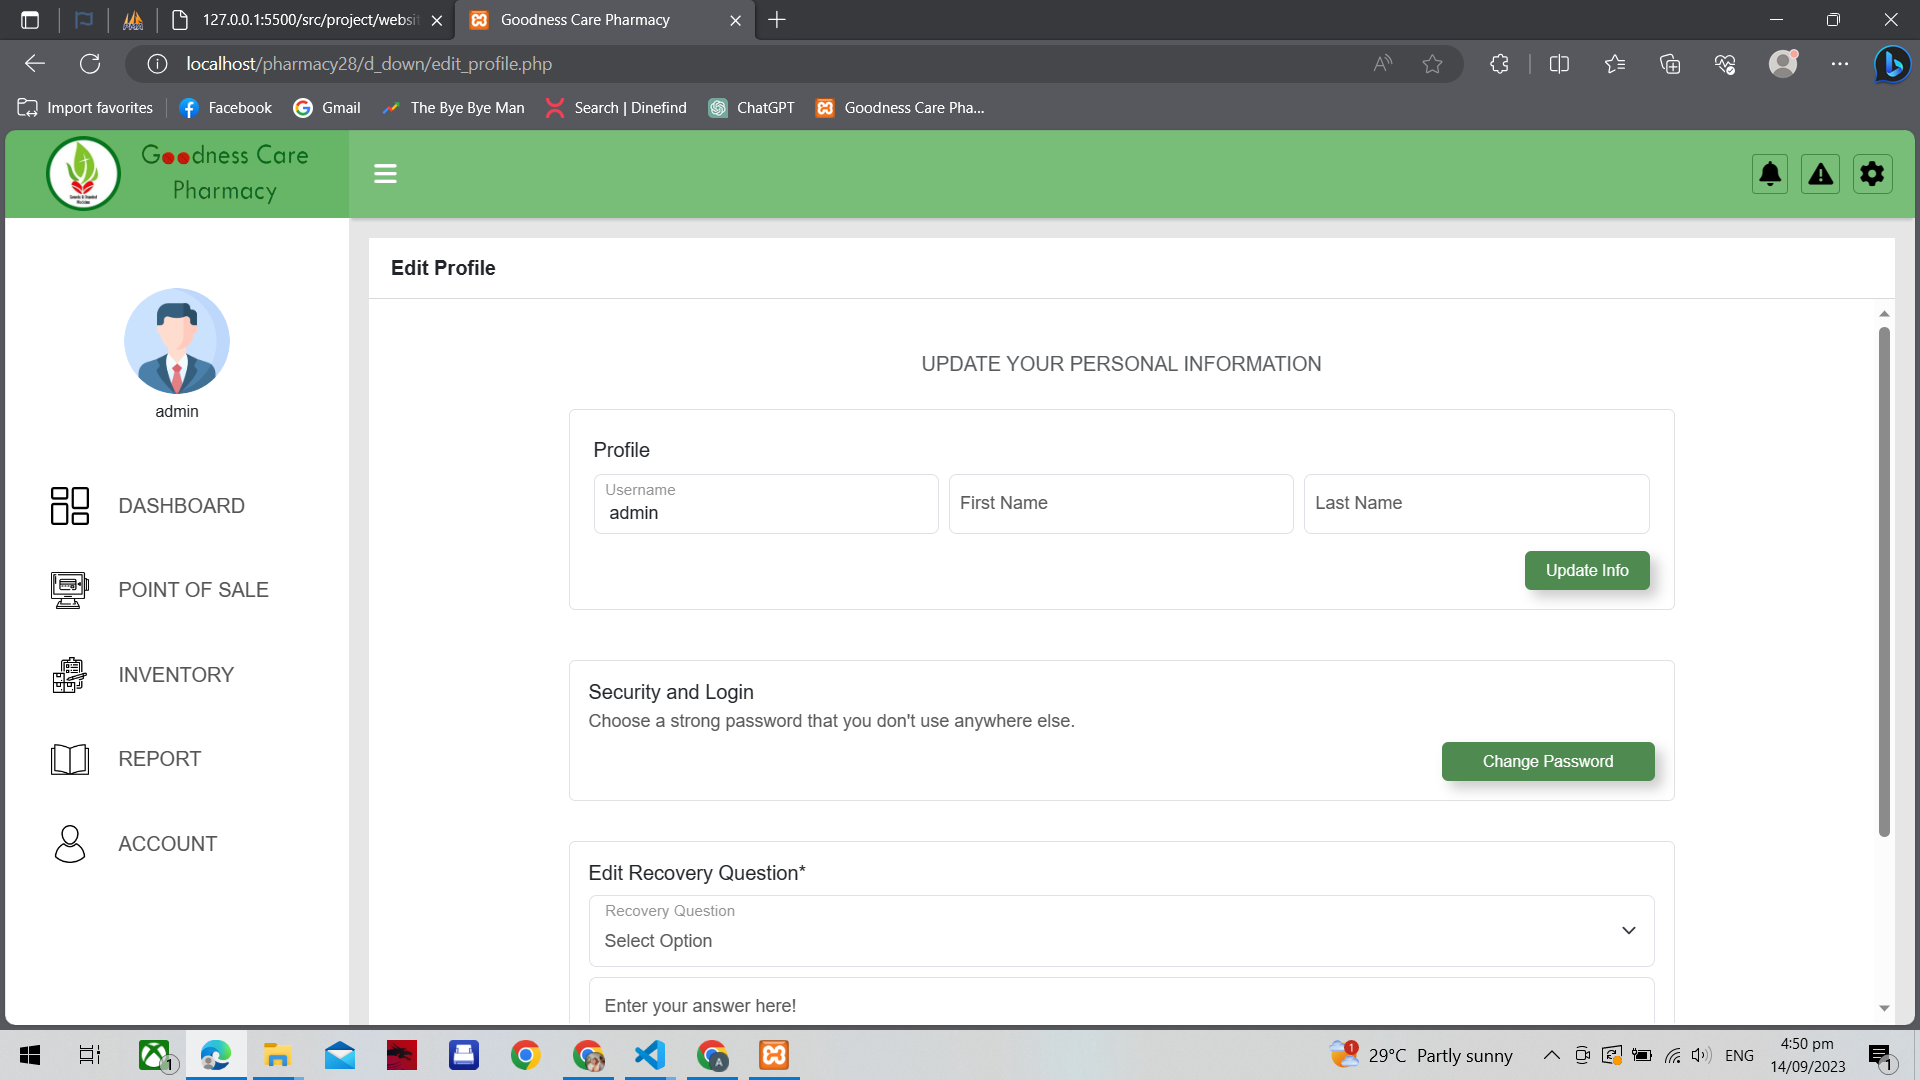 127.0.0.1:5500/src/project/websit
Goodness Care Pharmacy
localhost/pharmacy28/d_down/edit_profile.php
Import favorites
Facebook
Gmail
The Bye Bye Man
Search | Dinefind
ChatGPT
Goodness Care Pha...
Goodness Care
Pharmacy
Edit Profile
admin
UPDATE YOUR PERSONAL INFORMATION
Profile
Username
admin
First Name
Last Name
Update Info
DASHBOARD
POINT OF SALE
INVENTORY
REPORT
ACCOUNT
Security and Login
Choose a strong password that you don't use anywhere else.
Change Password
Edit Recovery Question*
Recovery Question
Select Option
Enter your answer here!
1
1
29°C Partly sunny
ENG
4:50 pm
14/09/2023
1